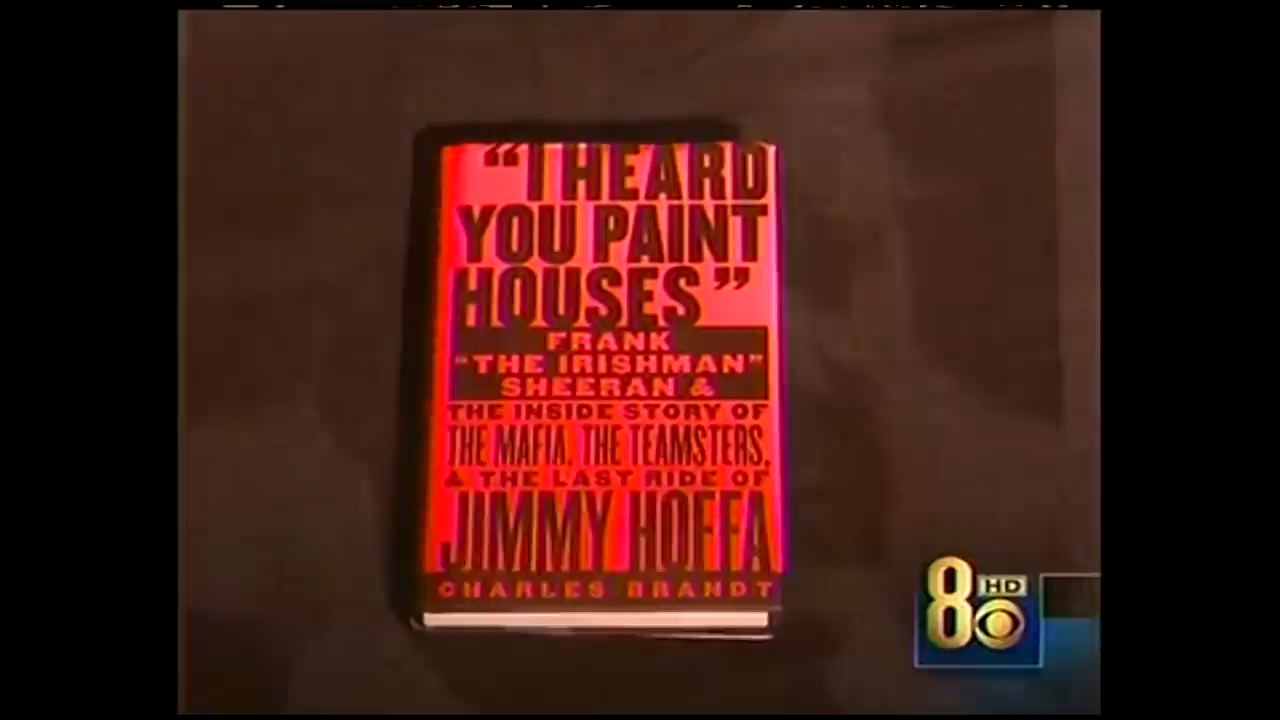 “I HEARD
YOU PAINT
HOUSES”
FRANK
“THE IRISHMAN”
SHEERAN &
THE INSIDE STORY OF
THE MAFIA, THE TEAMSTERS,
& THE LAST RIDE OF
JIMMY HOFFA
CHARLES BRANDT
8 HD